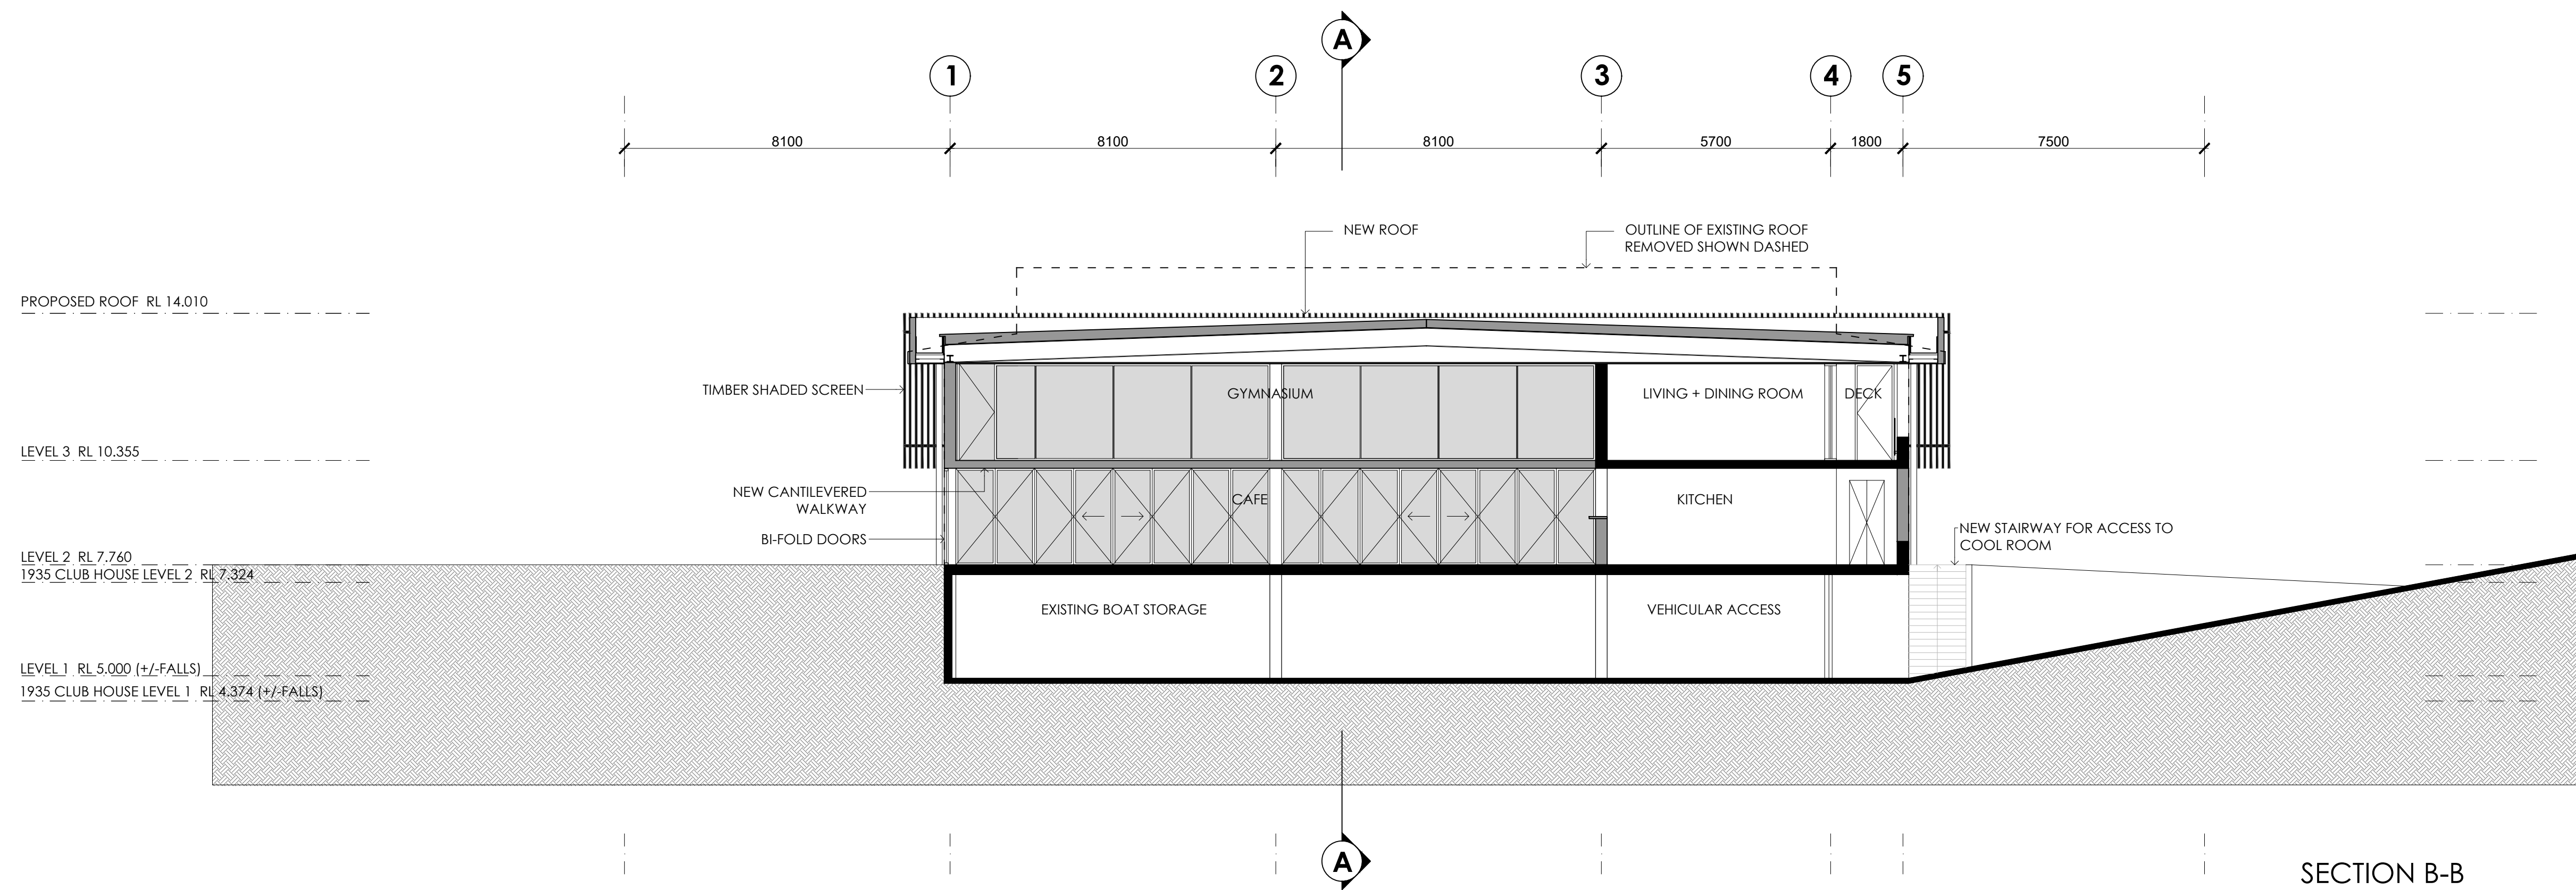 A
1
2
3
4
5
8100
8100
8100
5700
1800
7500
NEW ROOF
OUTLINE OF EXISTING ROOF
REMOVED SHOWN DASHED
PROPOSED ROOF  RL 14.010
TIMBER SHADED SCREEN
GYMNASIUM
LIVING + DINING ROOM
DECK
LEVEL 3  RL 10.355
NEW CANTILEVERED
WALKWAY
CAFE
KITCHEN
BI-FOLD DOORS
NEW STAIRWAY FOR ACCESS TO
COOL ROOM
LEVEL 2  RL 7.760
1935 CLUB HOUSE LEVEL 2  RL 7.324
EXISTING BOAT STORAGE
VEHICULAR ACCESS
LEVEL 1  RL 5.000 (+/-FALLS)
1935 CLUB HOUSE LEVEL 1  RL 4.374 (+/-FALLS)
A
SECTION B-B